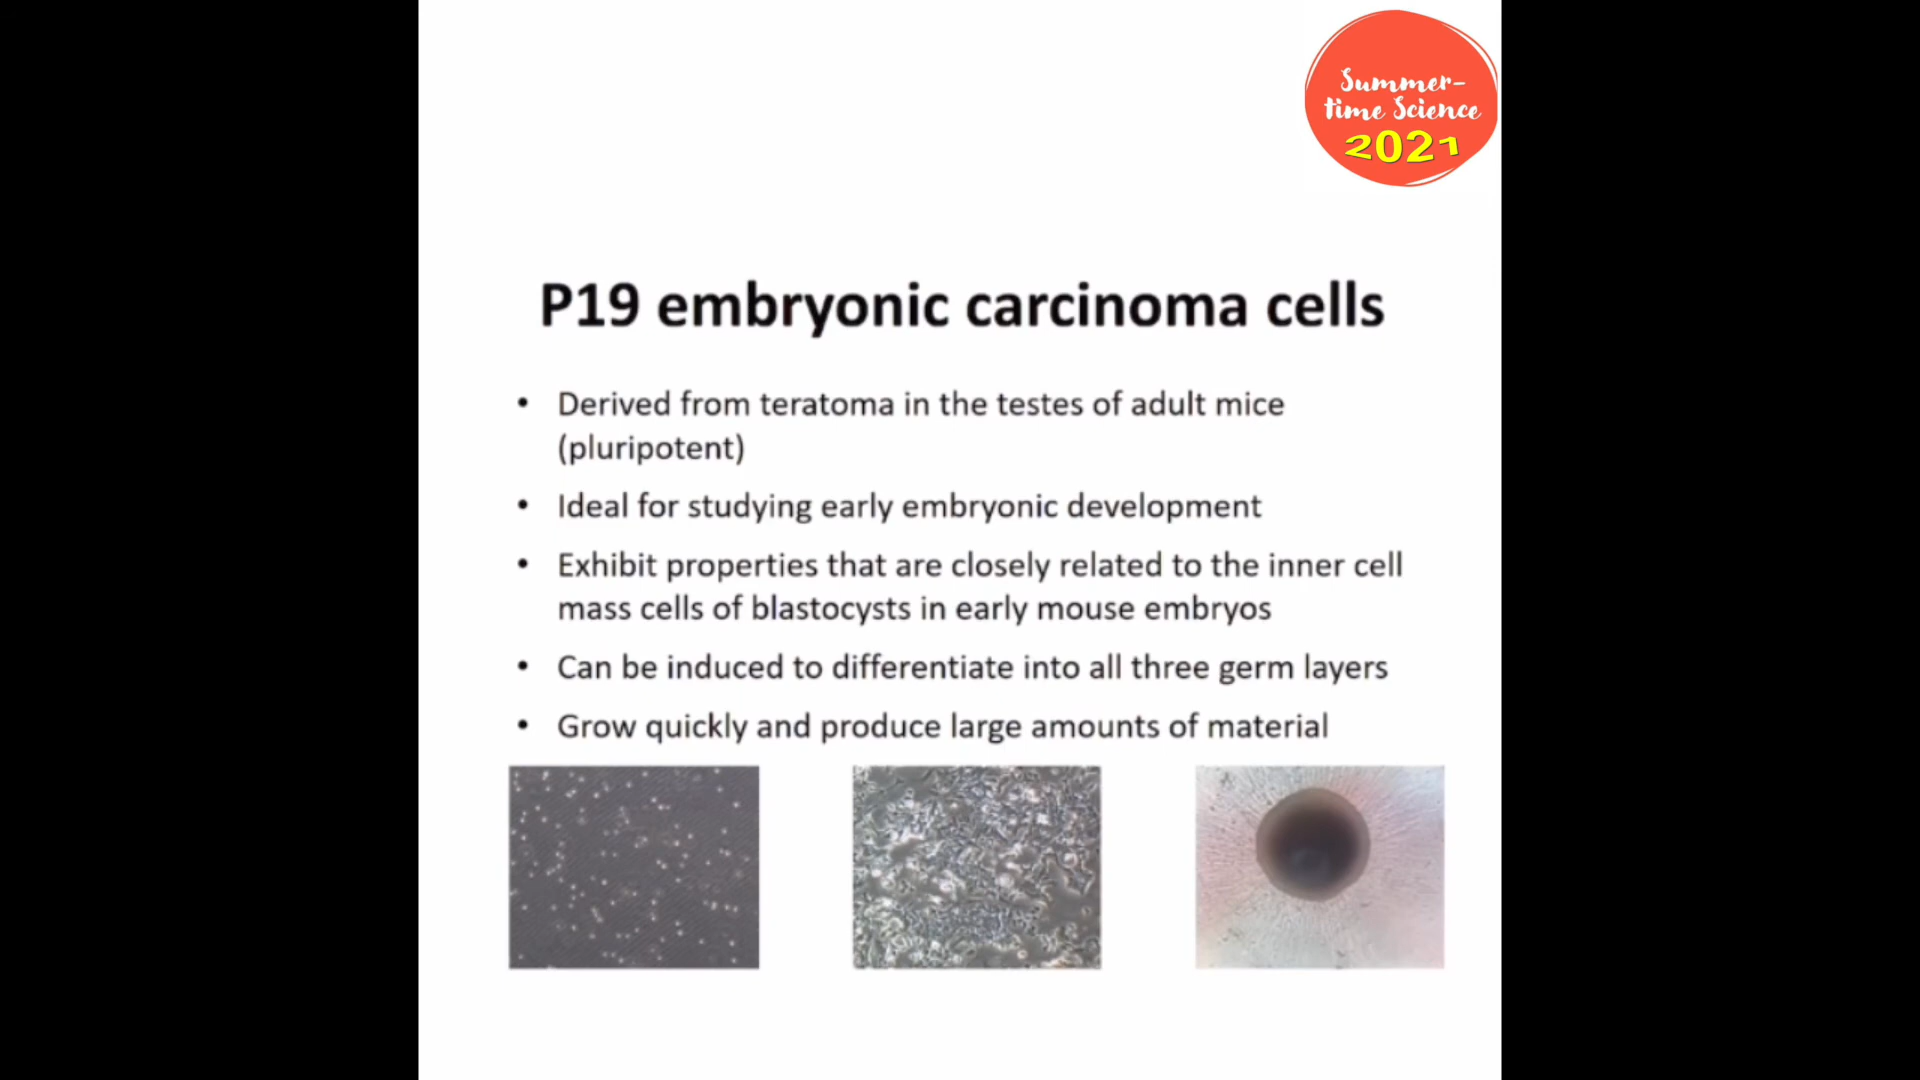 Summer-
time Science
2021
P19 embryonic carcinoma cells
• Derived from teratoma in the testes of adult mice
(pluripotent)
• Ideal for studying early embryonic development
• Exhibit properties that are closely related to the inner cell
mass cells of blastocysts in early mouse embryos
• Can be induced to differentiate into all three germ layers
• Grow quickly and produce large amounts of material